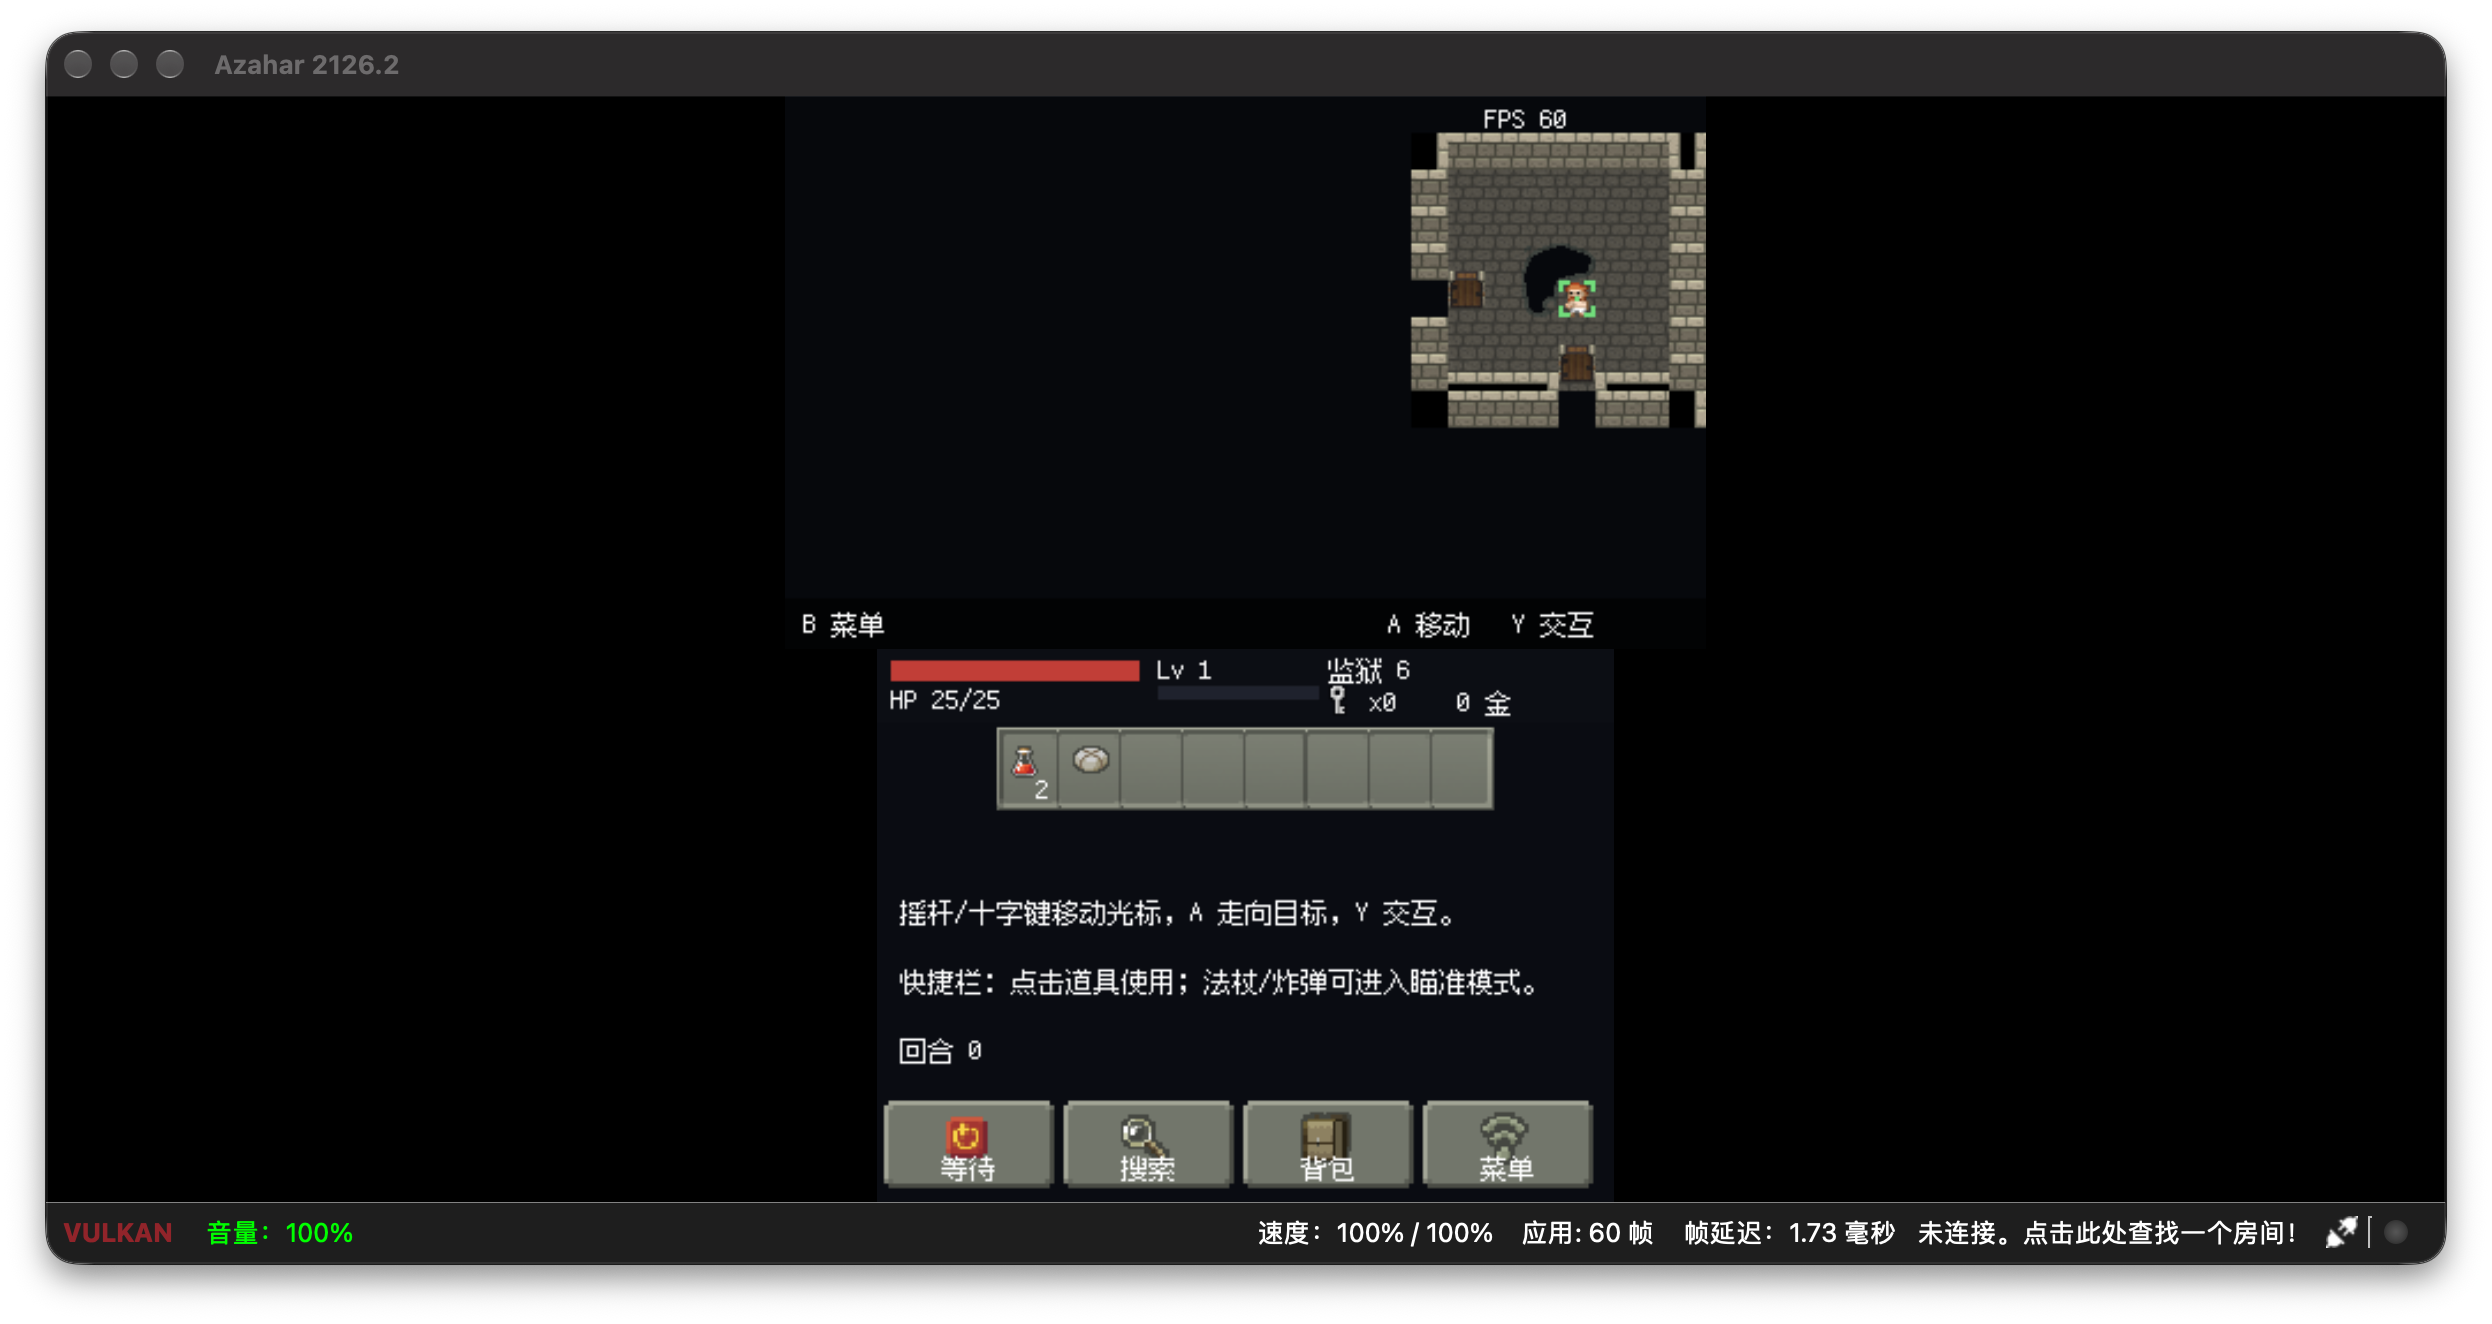 Azahar 2126.2
FPS 60
B 菜单
A 移动 Y 交互
Lv 1 监狱 6
HP 25/25 x0 0 金
2
摇杆/十字键移动光标，A 走向目标，Y 交互。
快捷栏：点击道具使用；法杖/炸弹可进入瞄准模式。
回合 0
等待 搜索 背包 菜单
VULKAN 音量：100% 速度：100% / 100% 应用: 60 帧 帧延迟：1.73 毫秒 未连接。点击此处查找一个房间！